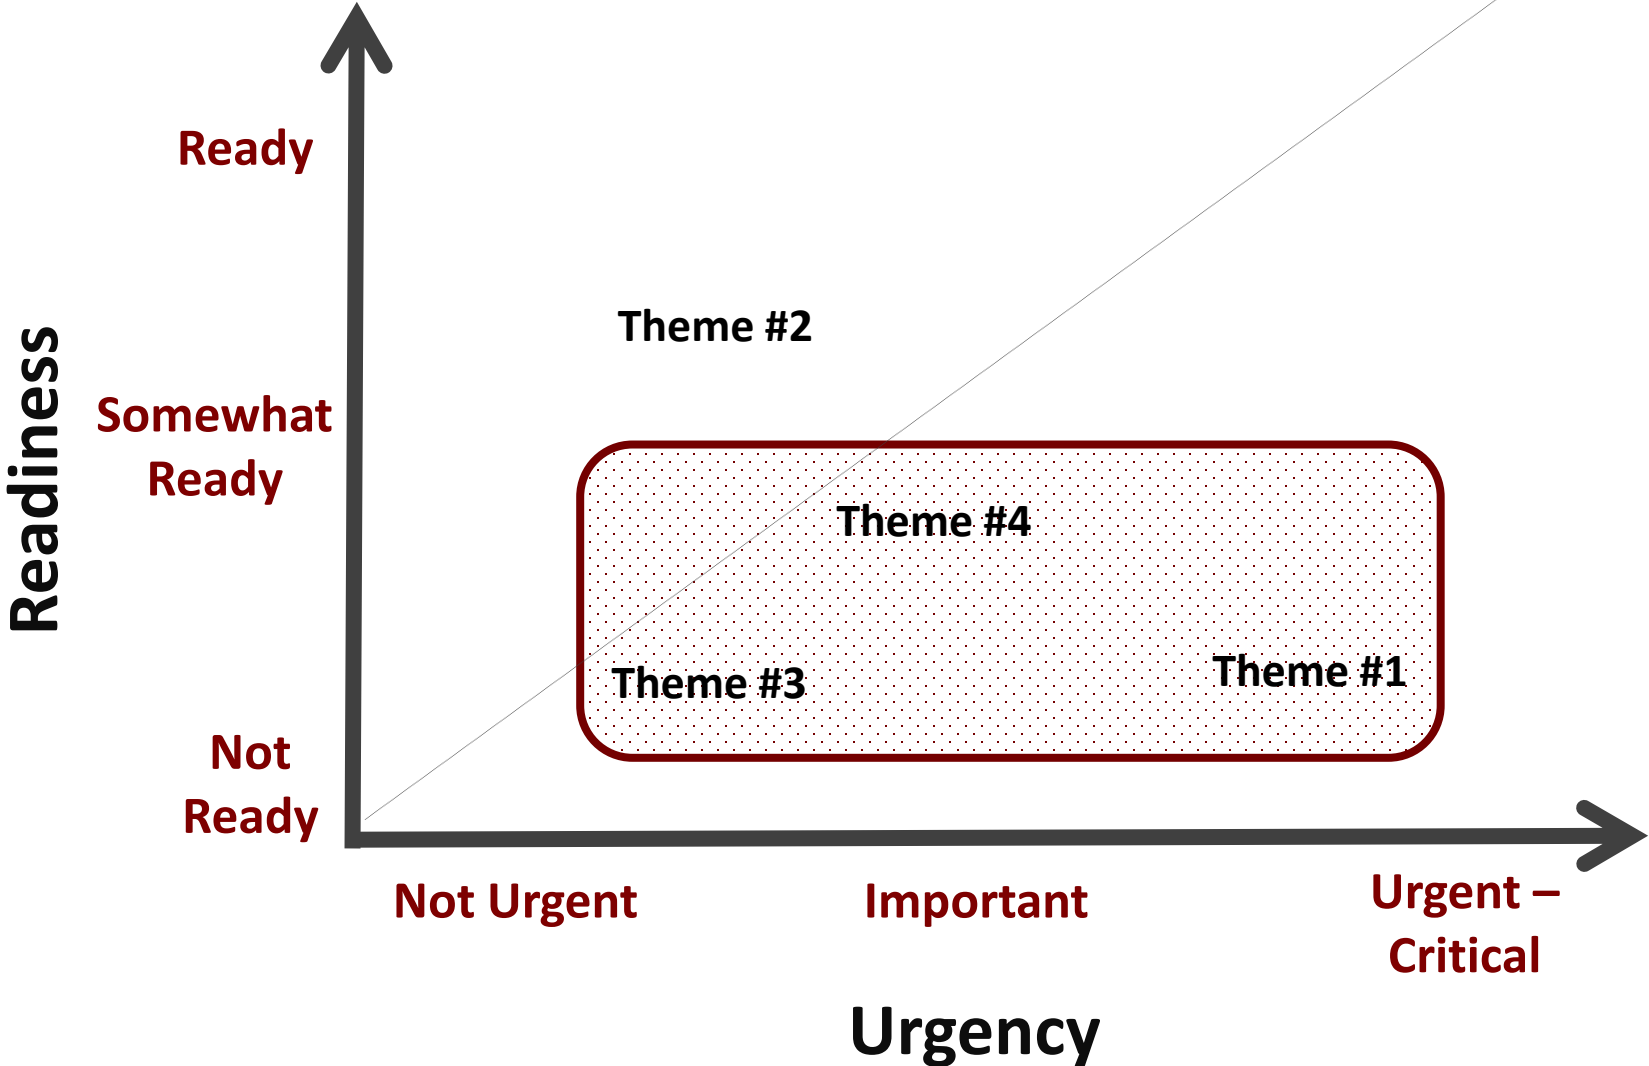 Ready
Theme #2
Readiness
Somewhat
Ready
Theme #4
Theme #3
Theme #1
Not
Ready
Not Urgent
Important
Urgent –
Critical
Urgency